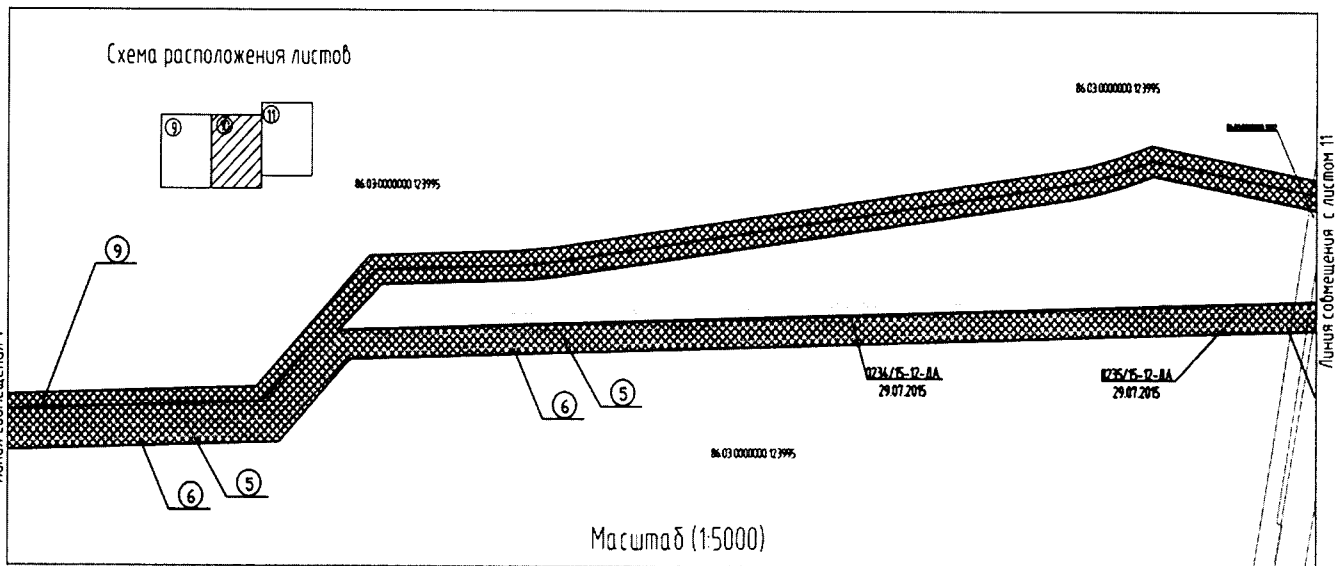 Схема расположения листов
9
10
11
86:03:0000000:123995
86:03:0000000:123995
Линия совмещения с листом 11
9
0234/15-12-ДА
29.07.2015
0235/15-12-ДА
29.07.2015
6
5
6
5
86:03:0000000:123995
Масштаб (1:5000)